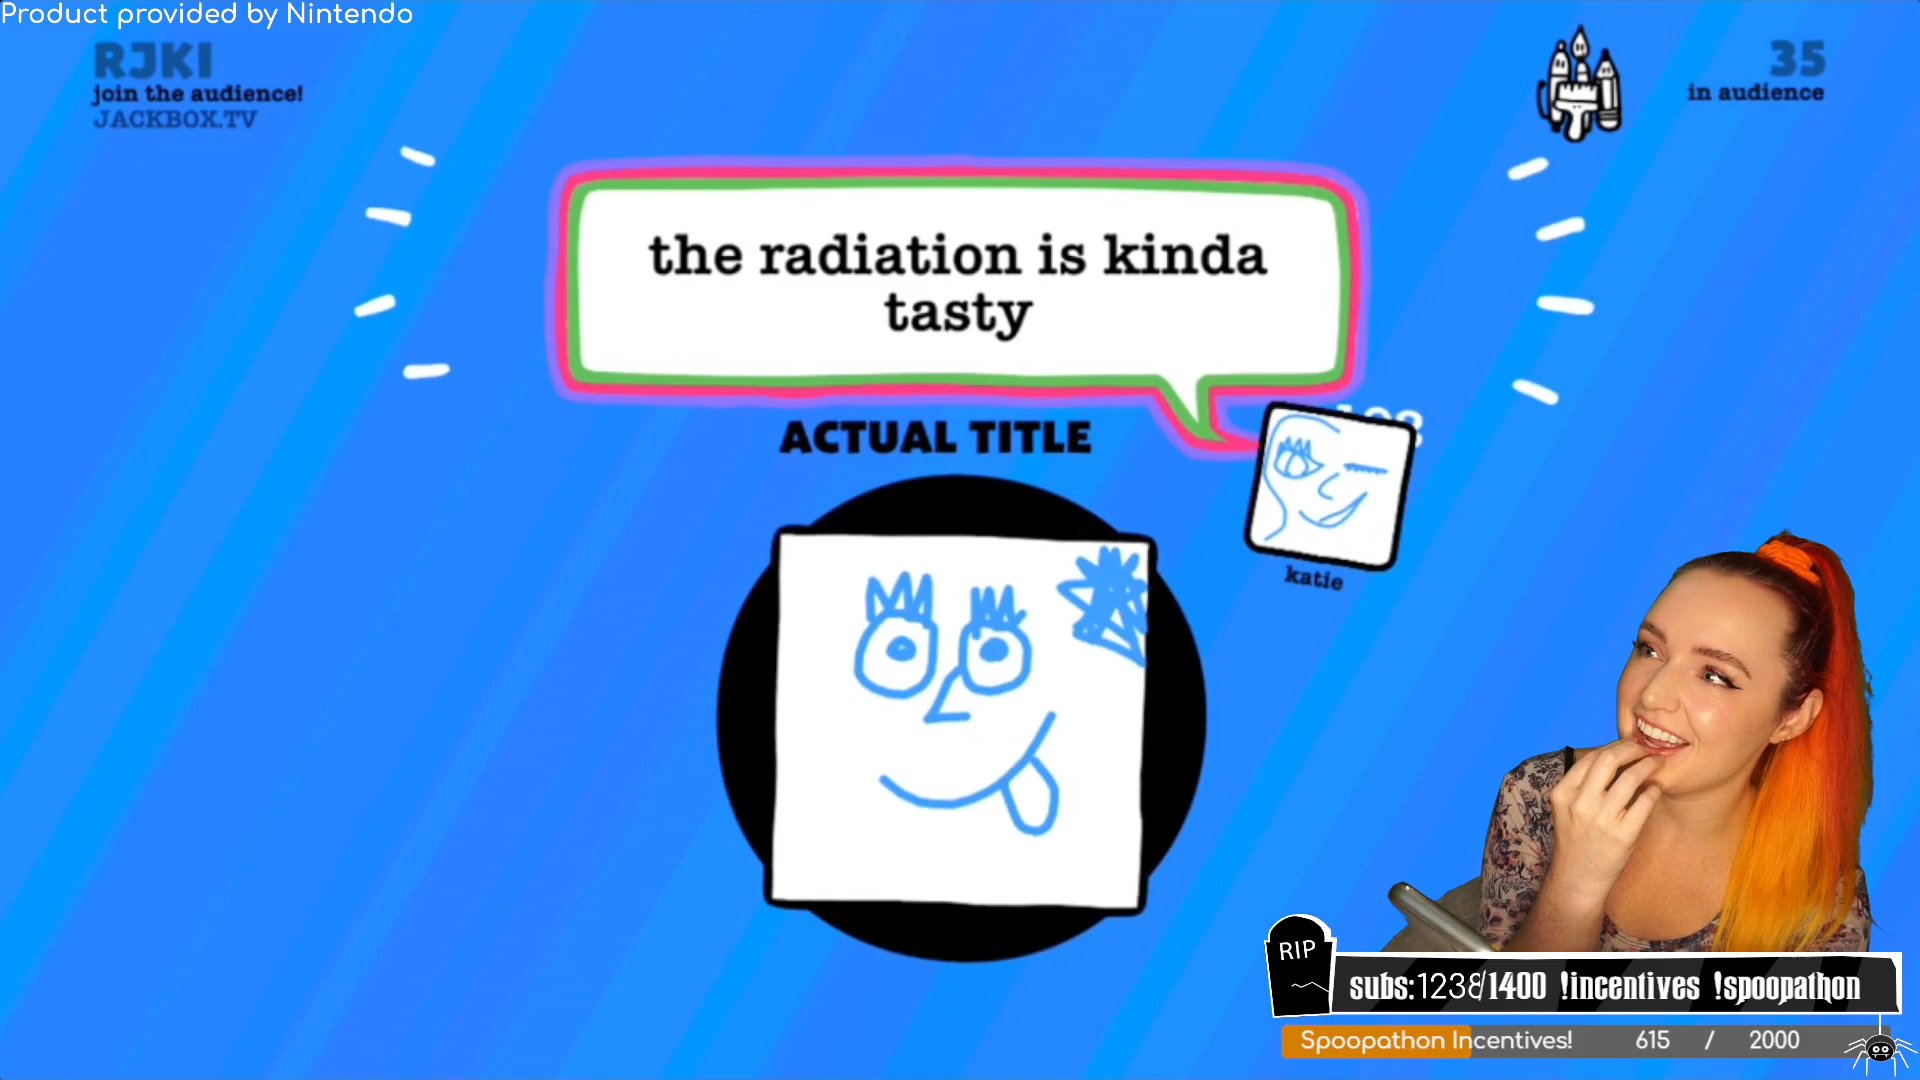 Product provided by Nintendo
RJKI
join the audience!
JACKBOX.TV
35
in audience
the radiation is kinda
tasty
ACTUAL TITLE
katie
RIP
subs:1238/1400 !incentives !spoopathon
Spoopathon Incentives! 615 / 2000